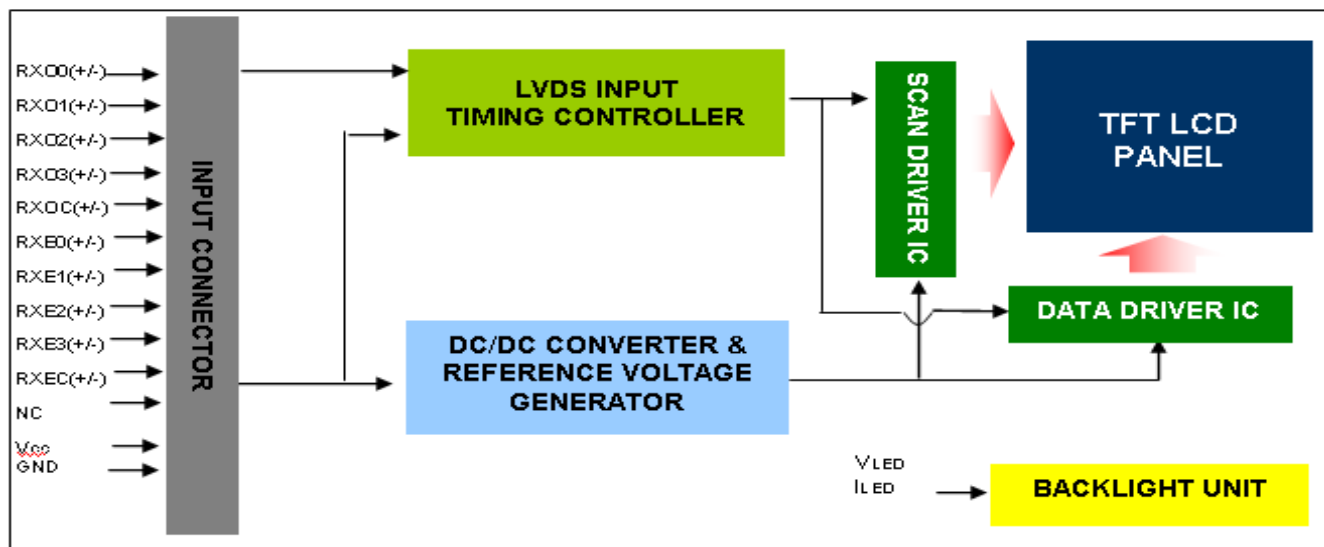 RXO0(+/-)
RXO1(+/-)
RXO2(+/-)
RXO3(+/-)
RXOC(+/-)
RXE0(+/-)
RXE1(+/-)
RXE2(+/-)
RXE3(+/-)
RXEC(+/-)
NC
Vcc
GND
INPUT CONNECTOR
LVDS INPUT
TIMING CONTROLLER
DC/DC CONVERTER &
REFERENCE VOLTAGE
GENERATOR
SCAN DRIVER IC
TFT LCD
PANEL
DATA DRIVER IC
VLED
ILED
BACKLIGHT UNIT